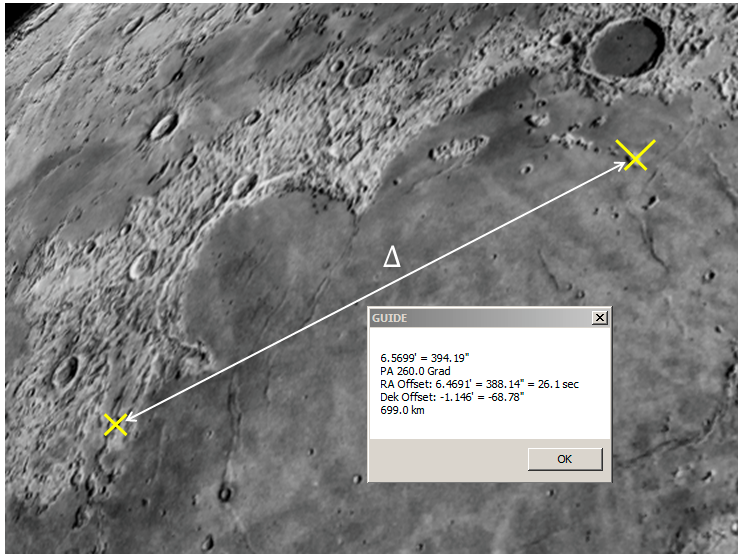 Δ
GUIDE
6.5699' = 394.19"
PA 260.0 Grad
RA Offset: 6.4691' = 388.14" = 26.1 sec
Dek Offset: -1.146' = -68.78"
699.0 km
OK